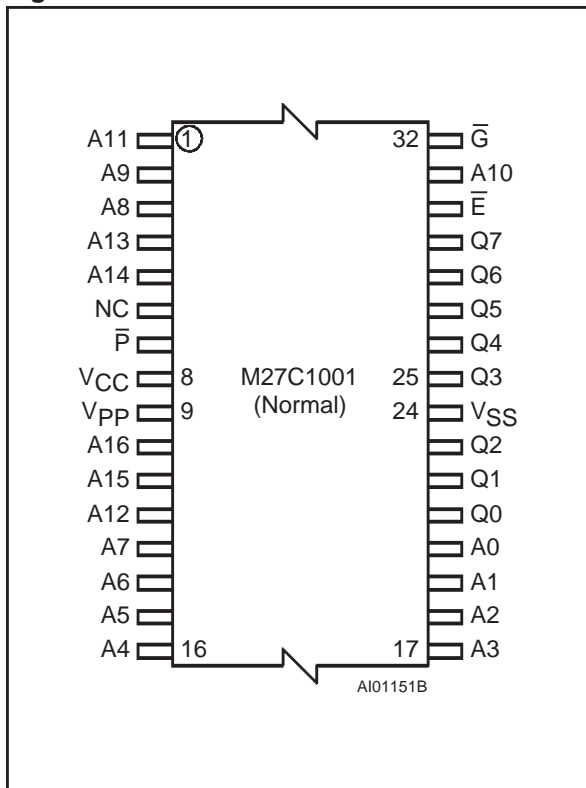 A11 1 32 G̅
A9 A10
A8 E̅
A13 Q7
A14 Q6
NC Q5
P̅ Q4
VCC 8 M27C1001 25 Q3
VPP 9 (Normal) 24 VSS
A16 Q2
A15 Q1
A12 Q0
A7 A0
A6 A1
A5 A2
A4 16 17 A3
AI01151B